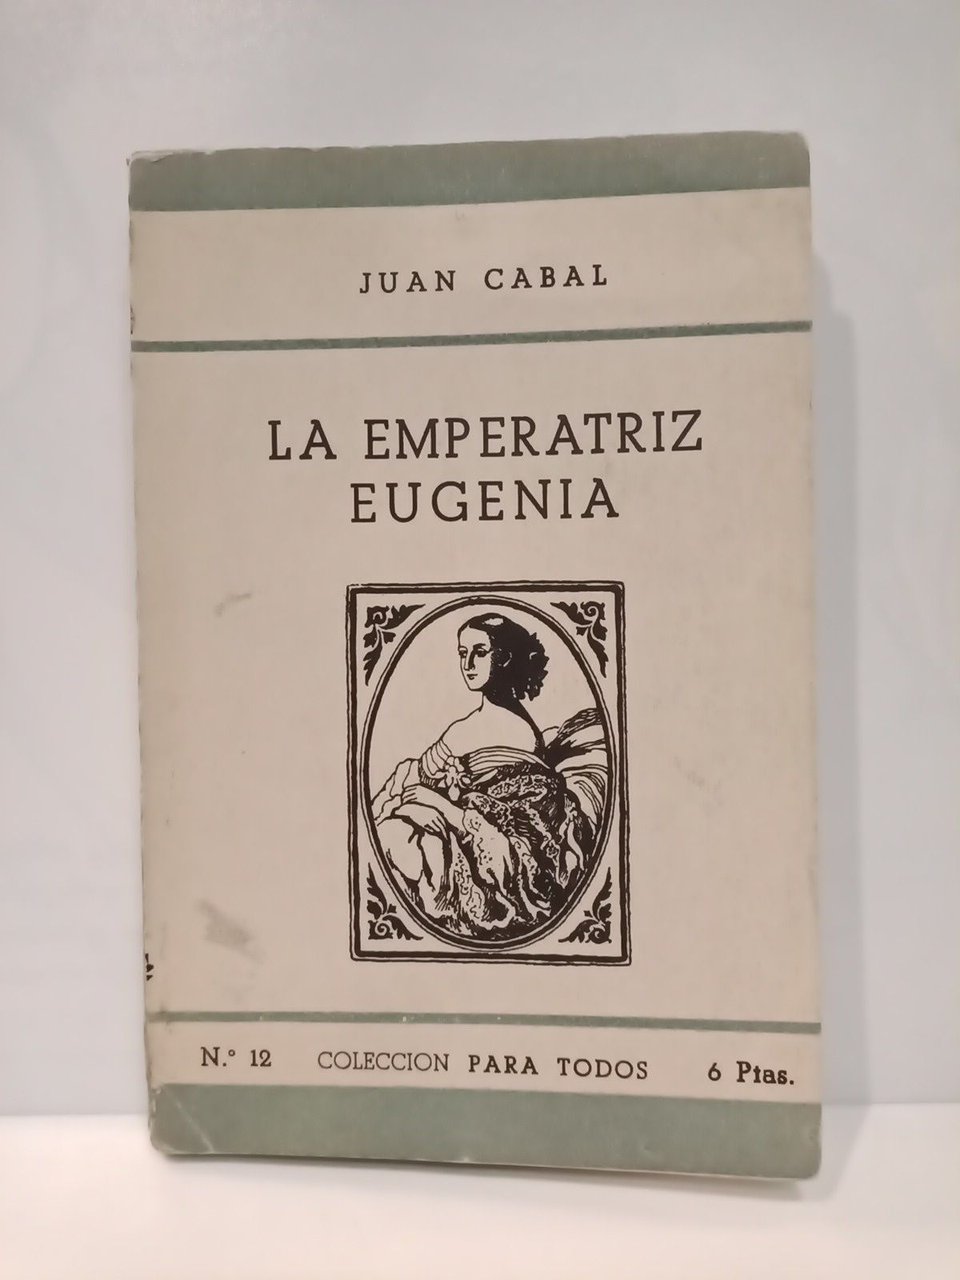 JUAN CABAL
LA EMPERATRIZ
EUGENIA
N.º 12 COLECCION PARA TODOS 6 Ptas.